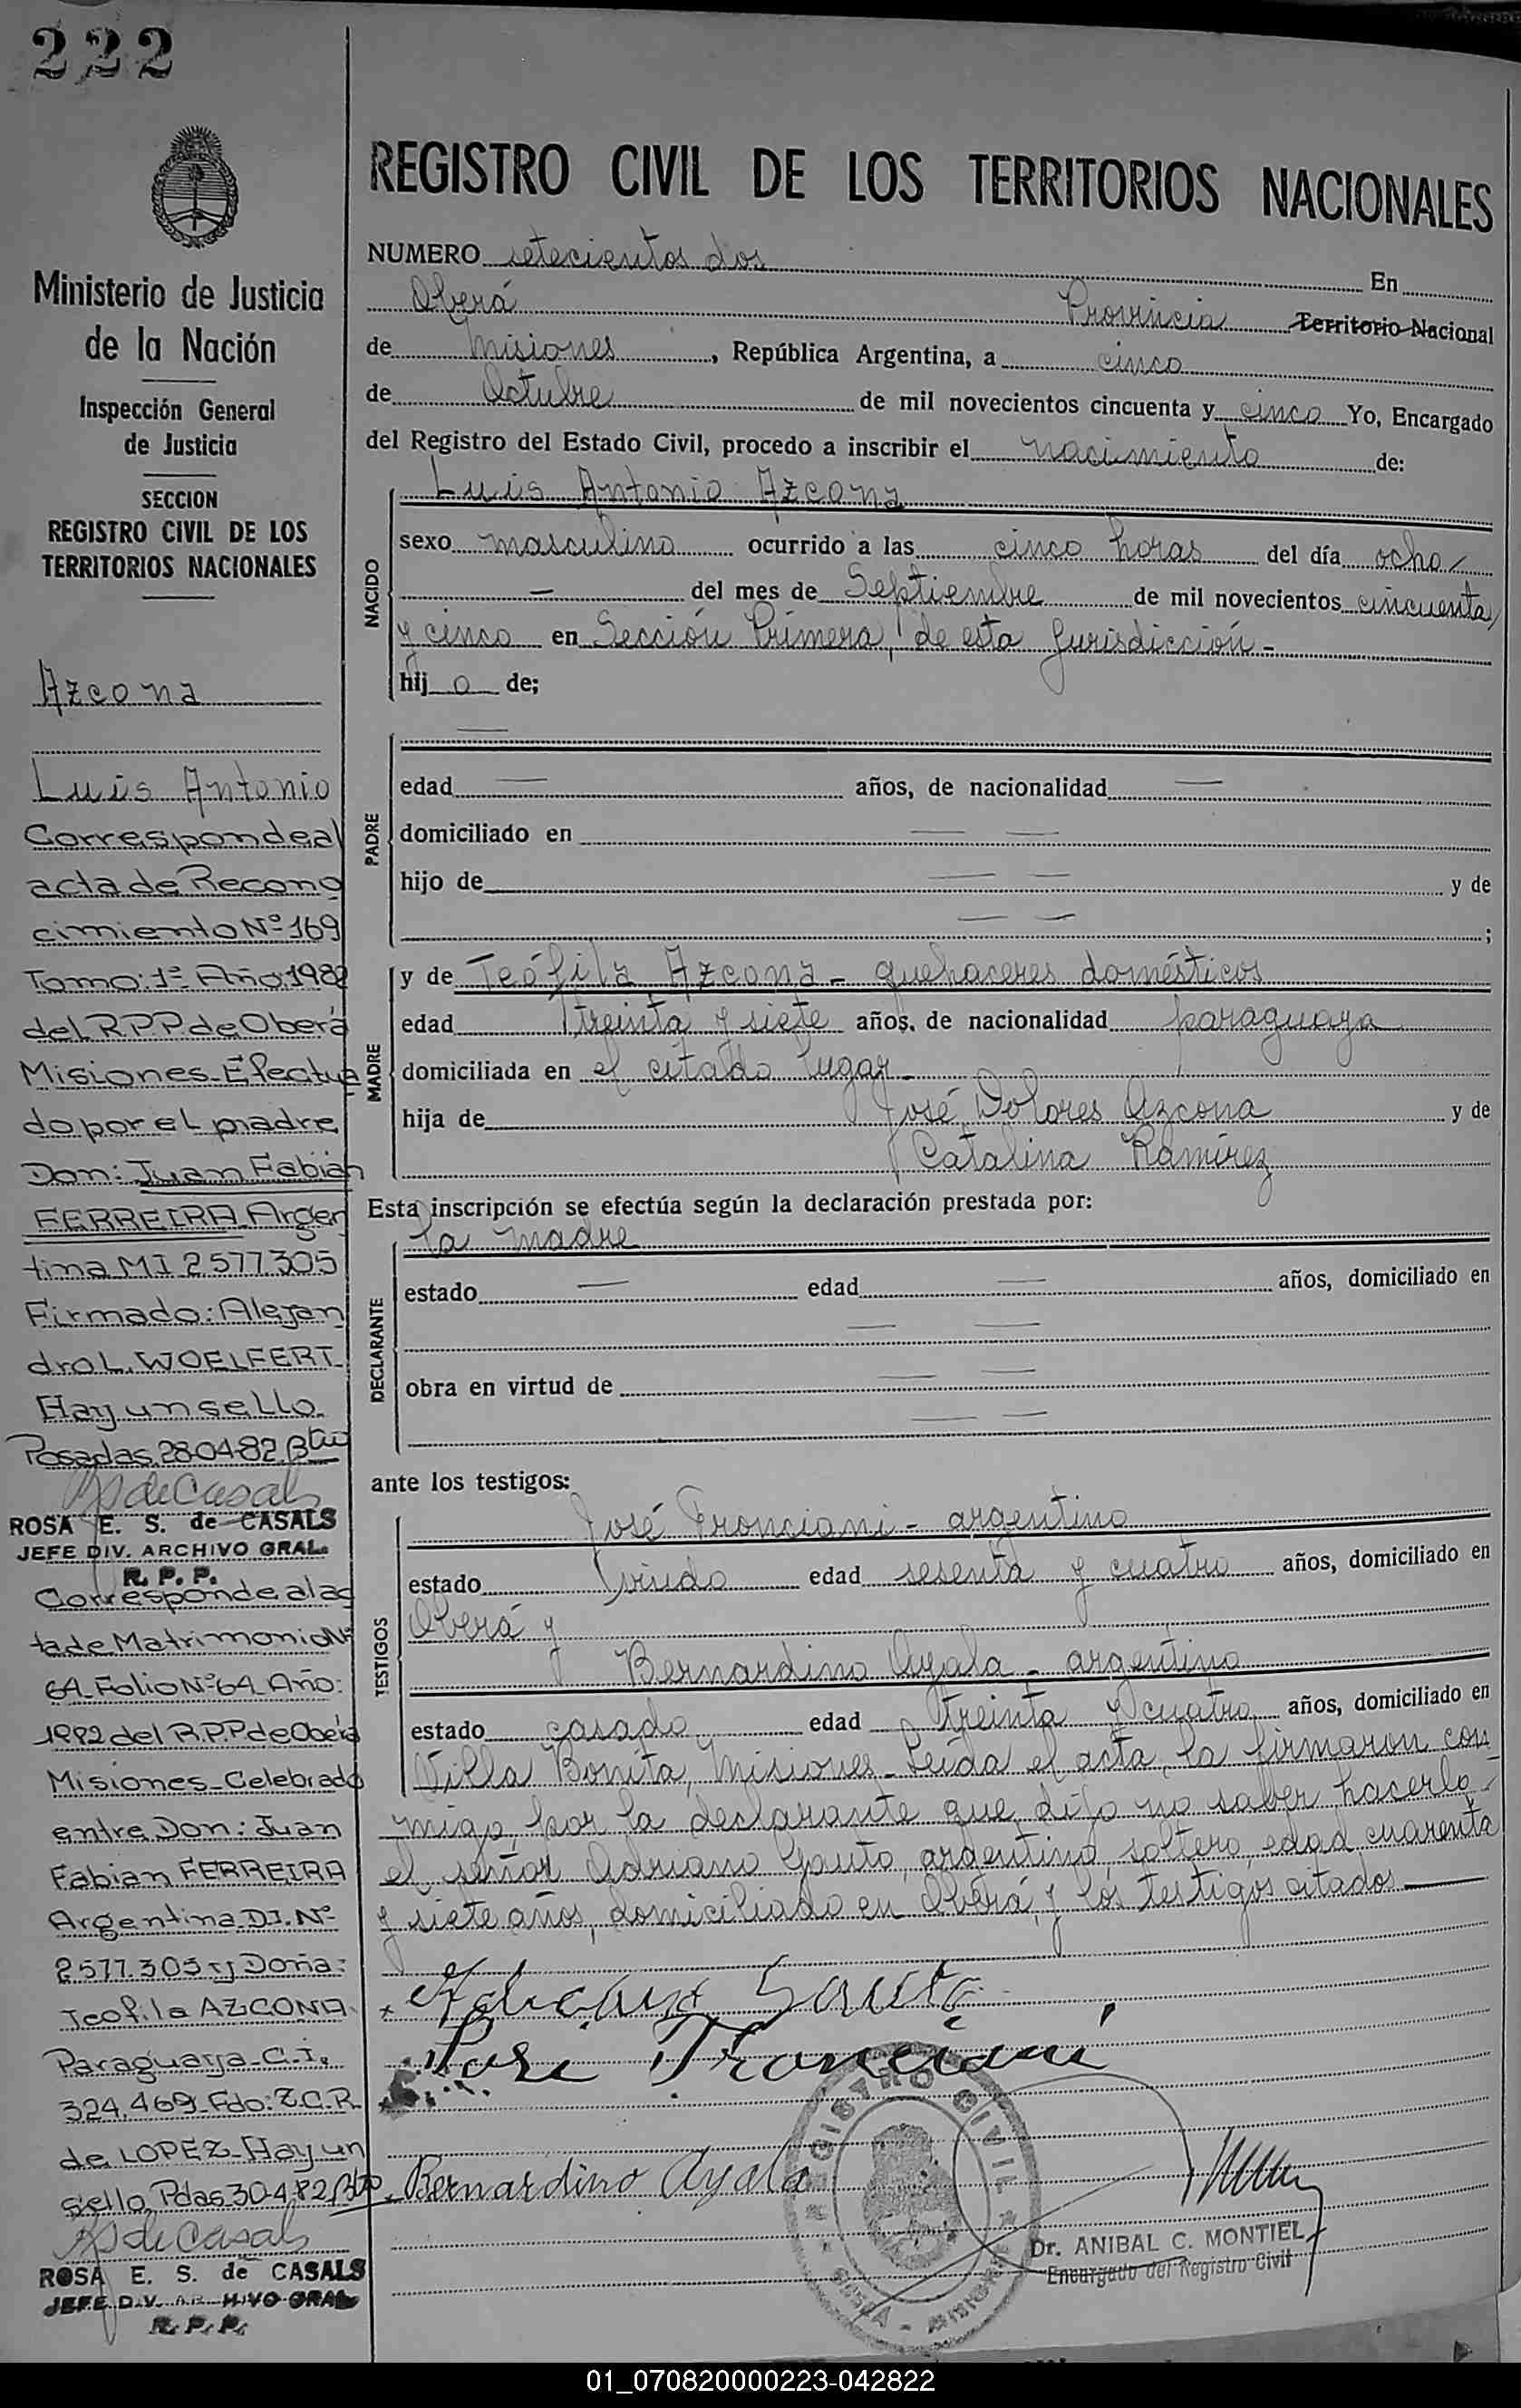 222
Ministerio de Justicia
de la Nación
Inspección General
de Justicia
SECCION
REGISTRO CIVIL DE LOS
TERRITORIOS NACIONALES
Azcona
Luis Antonio
Corresponde al
acta de Recono
cimiento Nº 169
Tomo: 1º Año 1982
del R.P.P. de Oberá
Misiones - Efectua
do por el padre
Don: Juan Fabián
FERREIRA Argen
tina MI 2577305
Firmado: Alejan
dro L. WOELFERT
Hay un sello
Posadas 28-04-82
ROSA E. S. de CASALS
JEFE DIV. ARCHIVO GRAL.
R. P. P.
Corresponde al ac
ta de Matrimonio Nº
64 Folio Nº 64 Año:
1982 del R.P.P de Oberá
Misiones - Celebrado
entre Don: Juan
Fabian FERREIRA
Argentina D.I. Nº
2577.305 y Doña:
Teofila AZCONA
Paraguaya - C.I.
324.469 - Fdo: Z.C.R.
de LOPEZ - Hay un
sello Pdas 30482
ROSA E. S. de CASALS
JEFE DIV. ARCHIVO GRAL
R. P. P.
REGISTRO CIVIL DE LOS TERRITORIOS NACIONALES
NUMERO setecientos dos En
Oberá Provincia Territorio Nacional
de Misiones, República Argentina, a cinco
de Octubre de mil novecientos cincuenta y cinco Yo, Encargado
del Registro del Estado Civil, procedo a inscribir el nacimiento de:
NACIDO
Luis Antonio Azcona
sexo masculino ocurrido a las cinco horas del día ocho
— del mes de Septiembre de mil novecientos cincuenta
y cinco en Sección Primera, de esta Jurisdicción -
hijo de;
PADRE
—
edad — años, de nacionalidad —
domiciliado en — —
hijo de — — y de
— — ;
MADRE
y de Teófila Azcona - quehaceres domésticos
edad treinta y siete años, de nacionalidad paraguaya
domiciliada en el citado lugar -
hija de José Dolores Azcona y de
Catalina Ramírez
Esta inscripción se efectúa según la declaración prestada por:
DECLARANTE
la madre
estado — edad — años, domiciliado en
— —
obra en virtud de — —
— —
ante los testigos:
TESTIGOS
José Fronciani - argentino
estado viudo edad sesenta y cuatro años, domiciliado en
Oberá y
Bernardino Ayala - argentino
estado casado edad treinta y cuatro años, domiciliado en
Villa Bonita, Misiones - Leída el acta, la firmaron con
migo, por la declarante que dijo no saber hacerlo
el señor Adriano Gauto, argentino, soltero, edad cuarenta
y siete años, domiciliado en Oberá y los testigos citados —
Adriano Gauto
José Fronciani
Bernardino Ayala
REGISTRO CIVIL
OBERA - MISIONES
Dr. ANIBAL C. MONTIEL
Encargado del Registro Civil
01_070820000223-042822